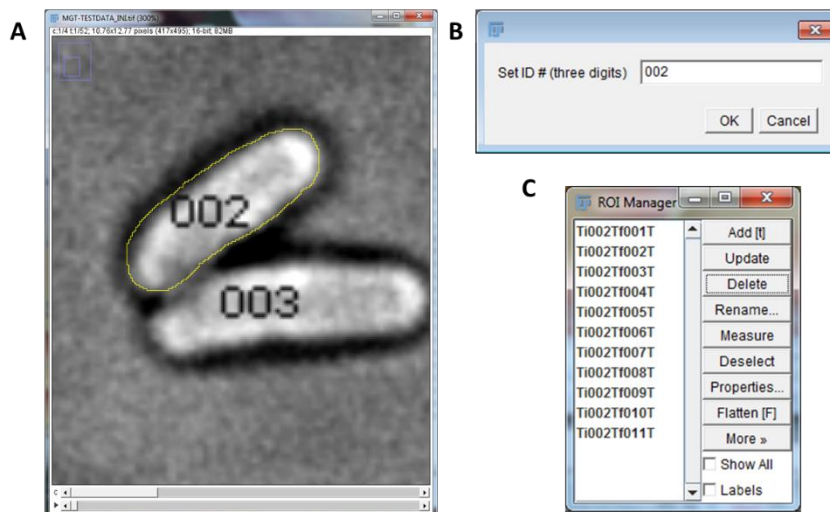 A
MGT-TESTDATA_INI.tif (300%)
c:1/4 t:1/52; 10.76x12.77 pixels (417x495); 16-bit, 82MB
002
003
c
B
Set ID # (three digits) 002
OK Cancel
C
ROI Manager
Ti002Tf001T
Ti002Tf002T
Ti002Tf003T
Ti002Tf004T
Ti002Tf005T
Ti002Tf006T
Ti002Tf007T
Ti002Tf008T
Ti002Tf009T
Ti002Tf010T
Ti002Tf011T
Add [t]
Update
Delete
Rename...
Measure
Deselect
Properties...
Flatten [F]
More »
Show All
Labels